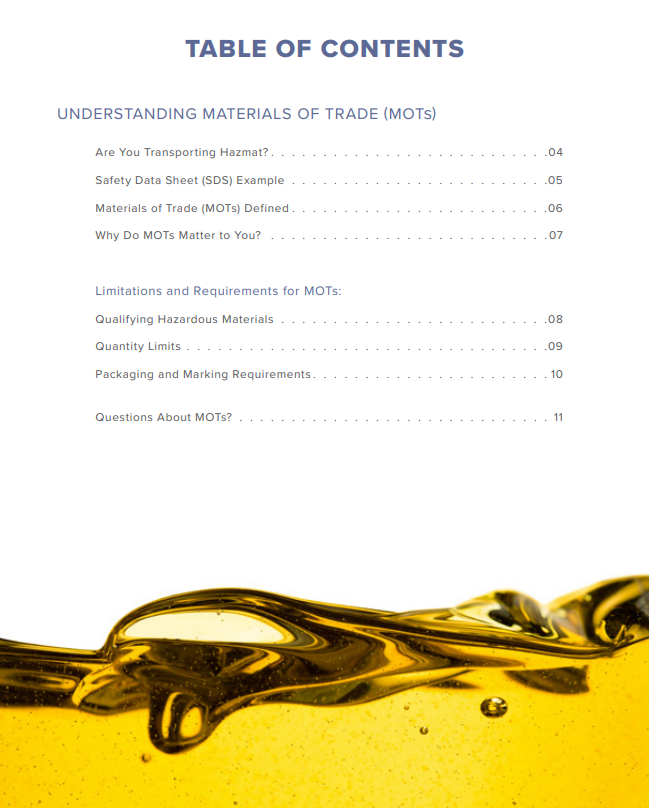 TABLE OF CONTENTS
UNDERSTANDING MATERIALS OF TRADE (MOTs)
Are You Transporting Hazmat? . . . . . . . . . . . . . . . . . . . . . . . . . . .04
Safety Data Sheet (SDS) Example . . . . . . . . . . . . . . . . . . . . . . . . .05
Materials of Trade (MOTs) Defined . . . . . . . . . . . . . . . . . . . . . . . . .06
Why Do MOTs Matter to You? . . . . . . . . . . . . . . . . . . . . . . . . . . .07
Limitations and Requirements for MOTs:
Qualifying Hazardous Materials . . . . . . . . . . . . . . . . . . . . . . . . . .08
Quantity Limits . . . . . . . . . . . . . . . . . . . . . . . . . . . . . . . . . . .09
Packaging and Marking Requirements . . . . . . . . . . . . . . . . . . . . . . . 10
Questions About MOTs? . . . . . . . . . . . . . . . . . . . . . . . . . . . . . . 11